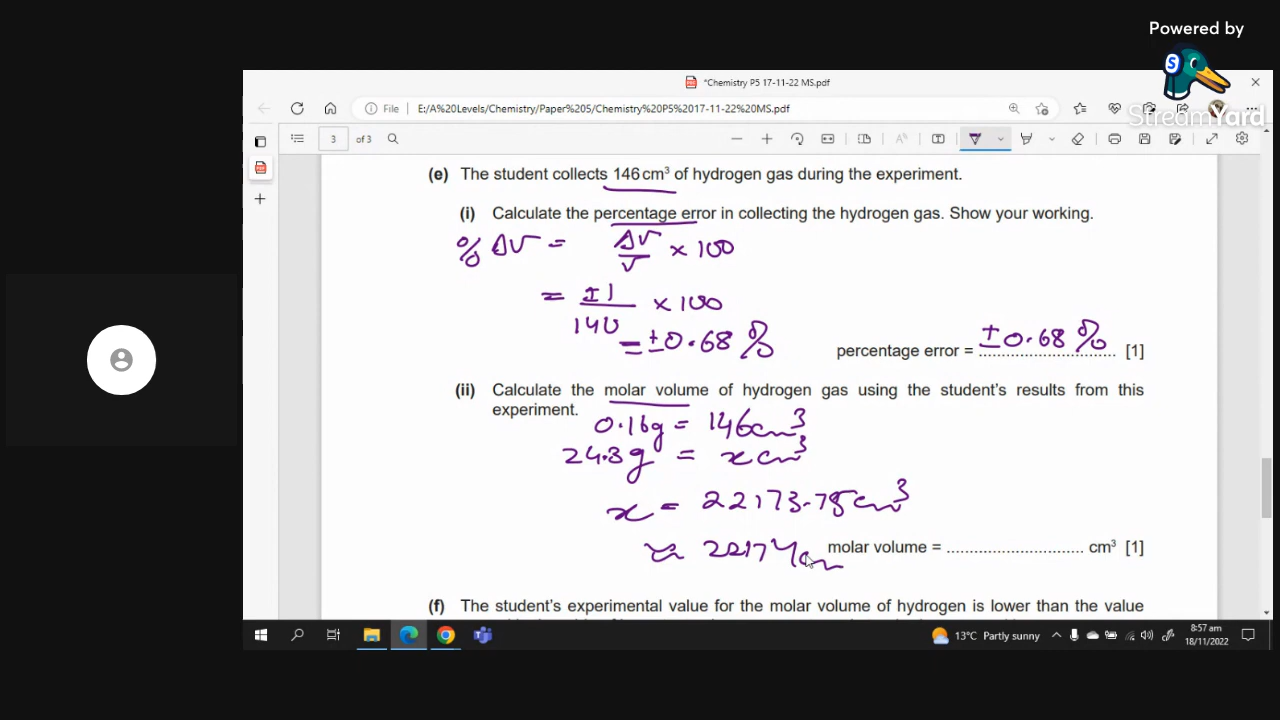 Powered by
StreamYard
*Chemistry P5 17-11-22 MS.pdf
File E:/A%20Levels/Chemistry/Paper%205/Chemistry%20P5%2017-11-22%20MS.pdf
3 of 3
(e) The student collects 146 cm³ of hydrogen gas during the experiment.
(i) Calculate the percentage error in collecting the hydrogen gas. Show your working.
% ΔV = ΔV/V × 100
= ±1/146 × 100
= ±0.68 %
percentage error = ±0.68 % [1]
(ii) Calculate the molar volume of hydrogen gas using the student's results from this
experiment.
0.16g = 146cm³
24.3g = x cm³
x = 22173.75cm³
≈ 22174cm
molar volume = .............................. cm³ [1]
(f) The student's experimental value for the molar volume of hydrogen is lower than the value
13°C Partly sunny
8:57 am
18/11/2022